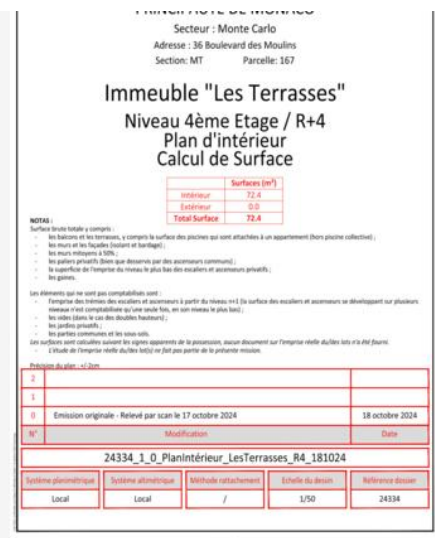 PRINCIPAUTÉ DE MONACO
Secteur : Monte Carlo
Adresse : 36 Boulevard des Moulins
Section: MT Parcelle: 167
Immeuble "Les Terrasses"
Niveau 4ème Etage / R+4
Plan d'intérieur
Calcul de Surface
Surfaces (m²)
Intérieur 72.4
Extérieur 0.0
Total Surface 72.4
NOTAS :
Surface brute totale y compris :
- les balcons et les terrasses, y compris la surface des piscines qui sont attachées à un appartement (hors piscine collective) ;
- les murs et les façades (isolant et bardage) ;
- les murs mitoyens à 50% ;
- les paliers privatifs (bien que desservis par des ascenseurs communs) ;
- la superficie de l'emprise du niveau le plus bas des escaliers et ascenseurs privatifs ;
- les gaines.
Les éléments qui ne sont pas comptabilisés sont :
- l'emprise des trémies des escaliers et ascenseurs à partir du niveau n+1 (la surface des escaliers et ascenseurs se développant sur plusieurs
niveaux n'est comptabilisée qu'une seule fois, en son niveau le plus bas) ;
- les vides (dans le cas des doubles hauteurs) ;
- les jardins privatifs ;
- les parties communes et les sous-sols.
Les surfaces sont calculées suivant les signes apparents de la possession, aucun document sur l'emprise réelle du/des lots n'a été fourni.
- L'étude de l'emprise réelle du/des lot(s) ne fait pas partie de la présente mission.
Précision du plan : +/-2cm
2
1
0 Emission originale - Relevé par scan le 17 octobre 2024 18 octobre 2024
N° Modification Date
24334_1_0_PlanIntérieur_LesTerrasses_R4_181024
Système planimétrique Système altimétrique Méthode rattachement Echelle du dessin Référence dossier
Local Local / 1/50 24334